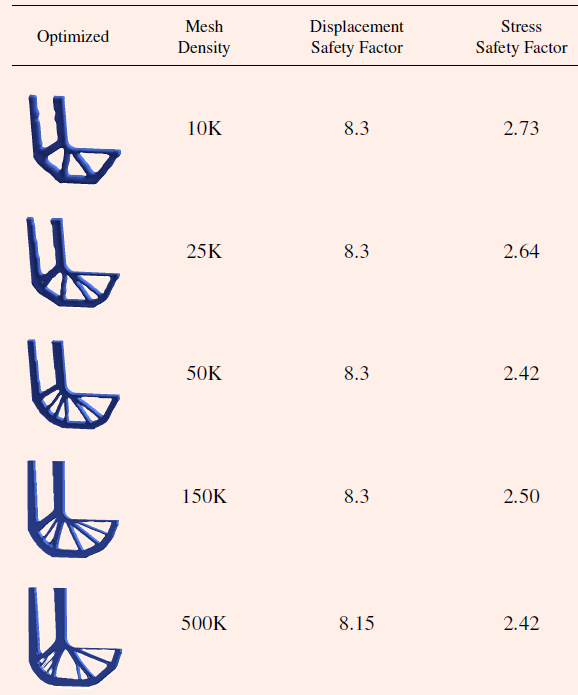 Optimized Mesh Density Displacement Safety Factor Stress Safety Factor
10K 8.3 2.73
25K 8.3 2.64
50K 8.3 2.42
150K 8.3 2.50
500K 8.15 2.42